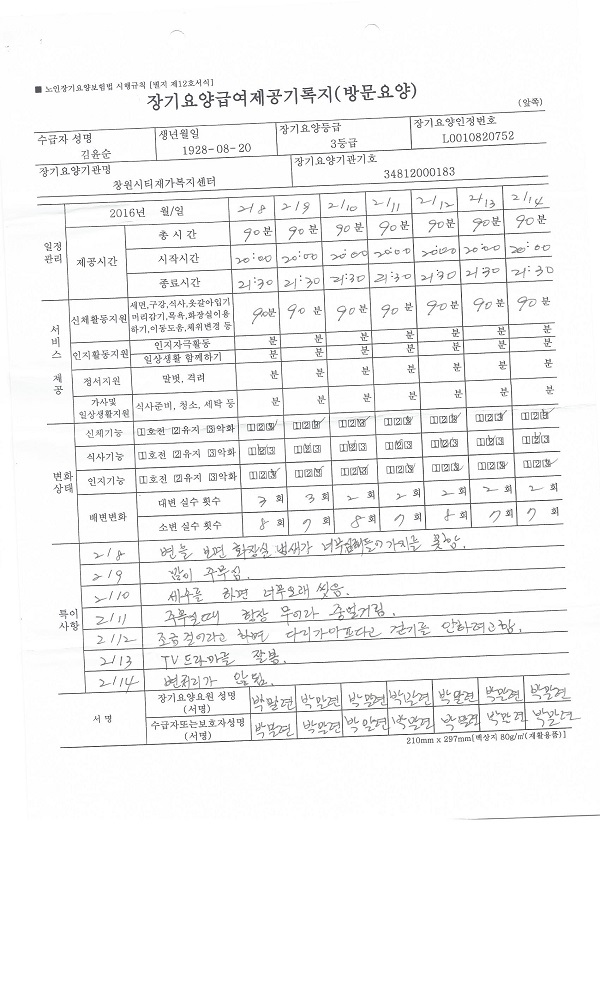 ■ 노인장기요양보험법 시행규칙 [별지 제12호서식]
장기요양급여제공기록지(방문요양)
(앞쪽)
수급자 성명 생년월일 장기요양등급 장기요양인정번호
김윤순 1928-08-20 3등급 L0010820752
장기요양기관명 장기요양기관기호
창원시티재가복지센터 34812000183
일정관리 2016년 월/일 2/8 2/9 2/10 2/11 2/12 2/13 2/14
제공시간 총 시 간 90분 90분 90분 90분 90분 90분 90분
시작시간 20:00 20:00 20:00 20:00 20:00 20:00 20:00
종료시간 21:30 21:30 21:30 21:30 21:30 21:30 21:30
서비스 제공 신체활동지원 세면,구강,식사,옷갈아입기 머리감기,목욕,화장실이용 하기,이동도움,체위변경 등 90분 90분 90분 90분 90분 90분 90분
인지활동지원 인지자극활동 분 분 분 분 분 분 분
일상생활 함께하기 분 분 분 분 분 분 분
정서지원 말벗, 격려 분 분 분 분 분 분 분
가사및 일상생활지원 식사준비, 청소, 세탁 등 분 분 분 분 분 분 분
변화상태 신체기능 1호전 2유지 3악화 123 123 123 123 123 123 123
식사기능 1호전 2유지 3악화 123 123 123 123 123 123 123
인지기능 1호전 2유지 3악화 123 123 123 123 123 123 123
배변변화 대변 실수 횟수 3회 3회 2회 2회 2회 2회 2회
소변 실수 횟수 8회 7회 8회 7회 8회 7회 7회
특이사항 2/8 변을 보면 화장실 냄새가 너무심해들어가지를 못함.
2/9 많이 주무심.
2/10 세수를 하면 너무오래 씻음.
2/11 주무실때 항상 무어라 중얼거림.
2/12 조금 걸어라고 하면 다리가아프다고 걷기를 안하려고함.
2/13 TV 드라마를 잘봄.
2/14 변처리가 안됨.
서 명 장기요양요원 성명 (서명) 박말련 박말련 박말련 박말련 박말련 박말련 박말련
수급자또는보호자성명 (서명) 박말련 박말련 박말련 박말련 박말련 박말련 박말련
210mm x 297mm[백상지 80g/㎡(재활용품)]